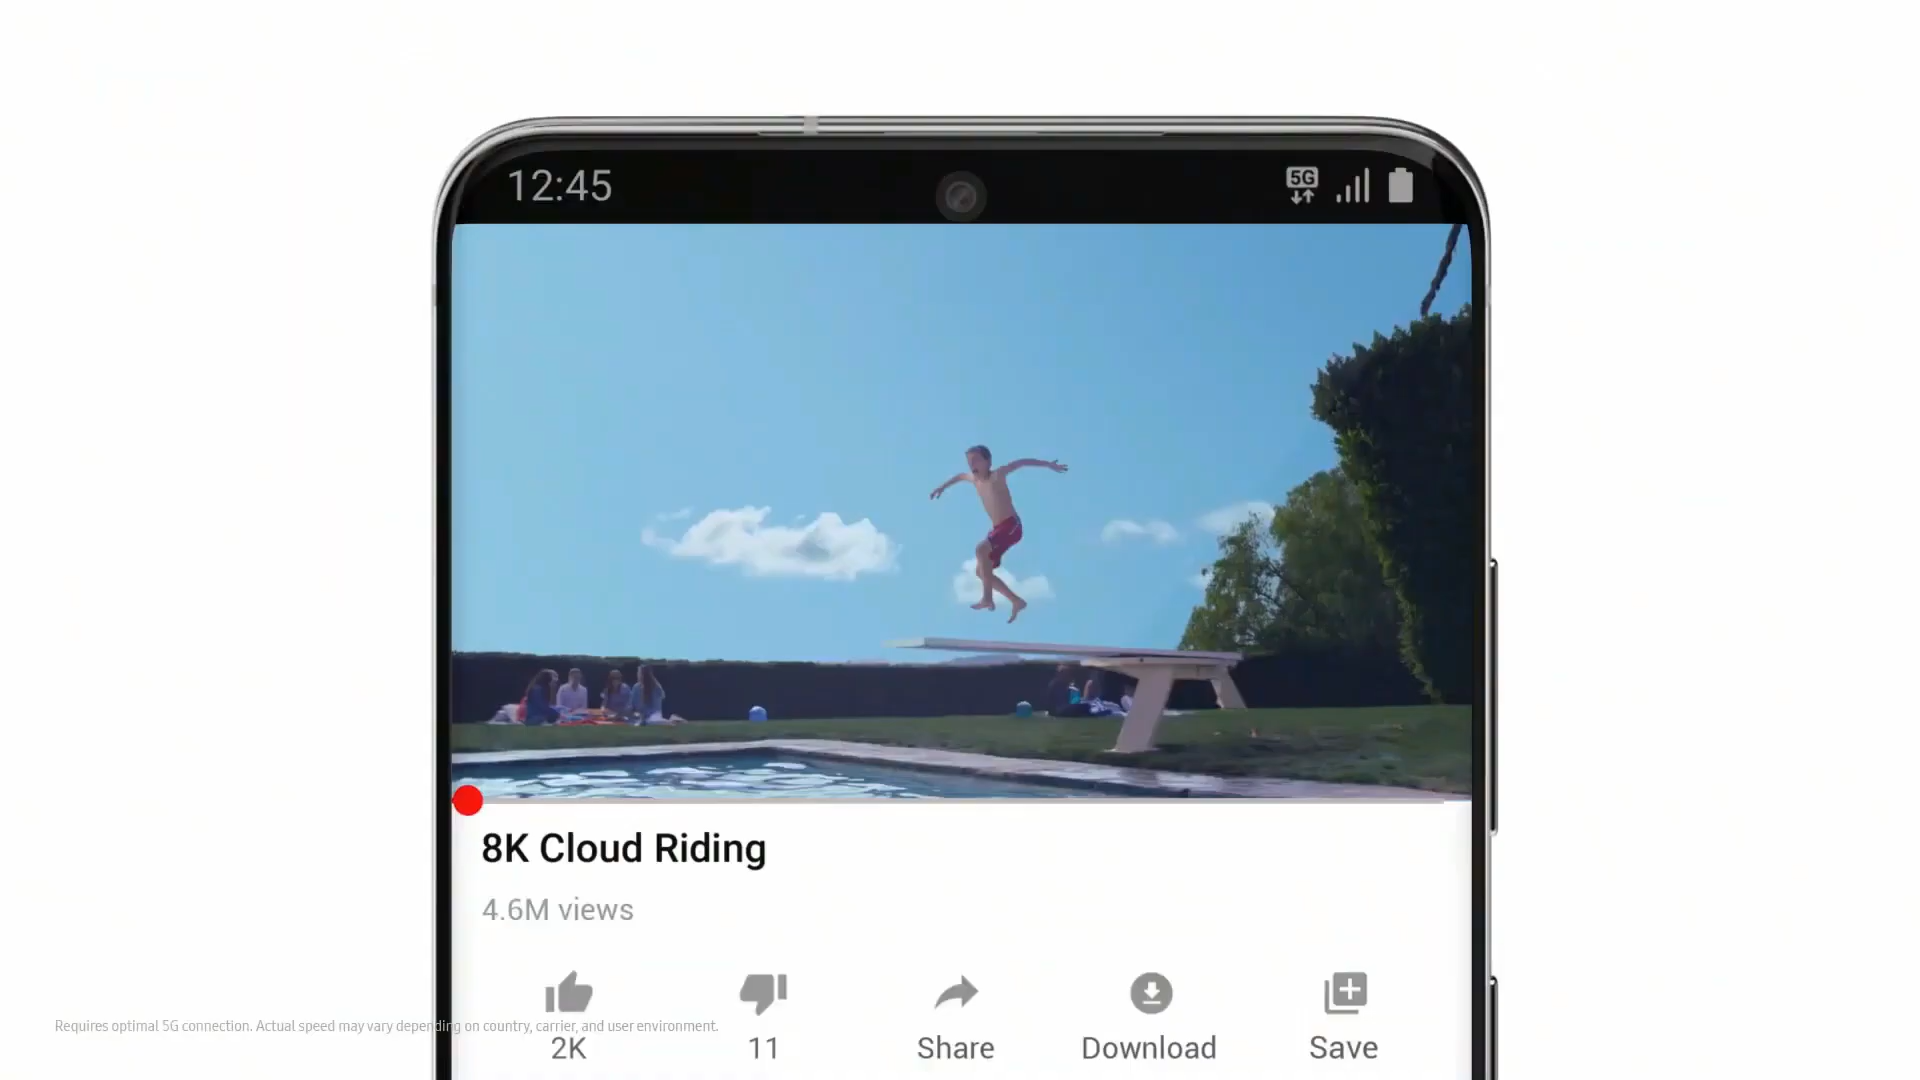 12:45
5G
8K Cloud Riding
4.6M views
Requires optimal 5G connection. Actual speed may vary depending on country, carrier, and user environment.
2K
11
Share
Download
Save